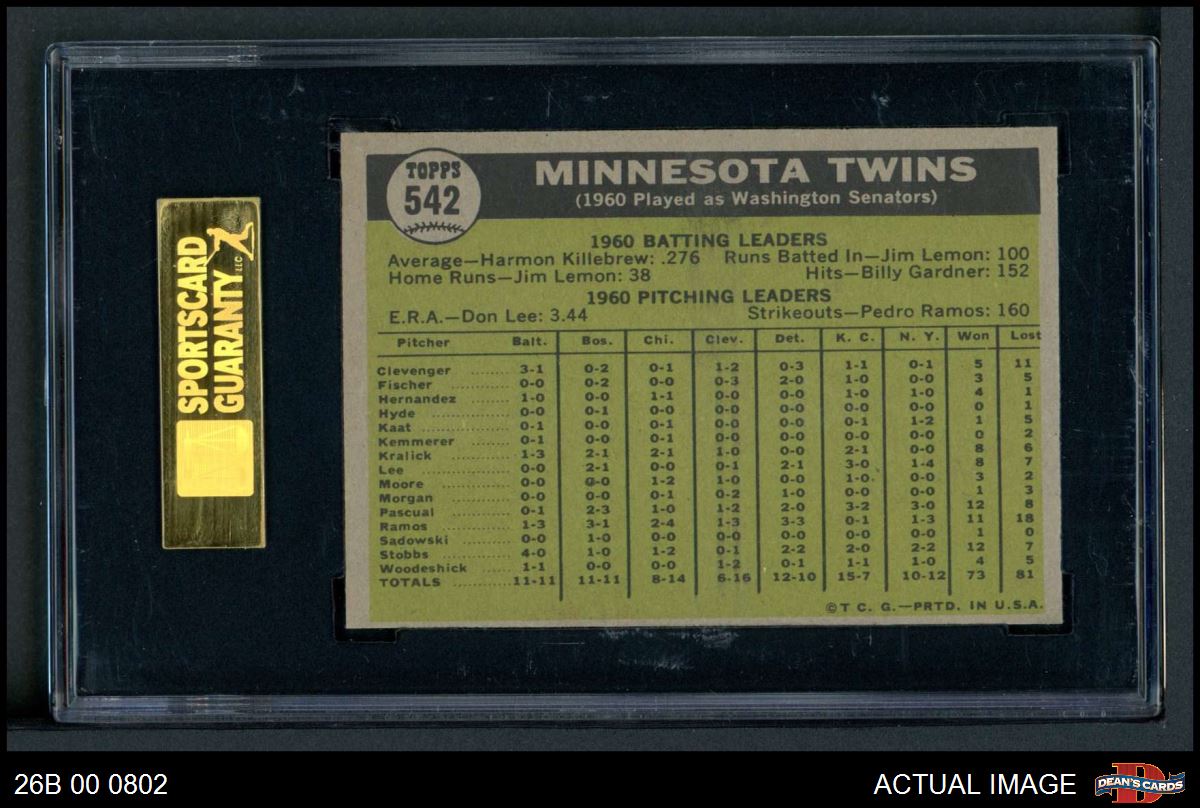 TOPPS
542
MINNESOTA TWINS
(1960 Played as Washington Senators)
1960 BATTING LEADERS
Average—Harmon Killebrew: .276 Runs Batted In—Jim Lemon: 100
Home Runs—Jim Lemon: 38 Hits—Billy Gardner: 152
1960 PITCHING LEADERS
E.R.A.—Don Lee: 3.44 Strikeouts—Pedro Ramos: 160
Pitcher Balt. Bos. Chi. Clev. Det. K. C. N. Y. Won Lost
Clevenger ........ 3-1 0-2 0-1 1-2 0-3 1-1 0-1 5 11
Fischer ........ 0-0 0-2 0-0 0-3 2-0 1-0 0-0 3 5
Hernandez ........ 1-0 0-0 1-1 0-0 0-0 1-0 1-0 4 1
Hyde ........ 0-0 0-1 0-0 0-0 0-0 0-0 0-0 0 1
Kaat ........ 0-1 0-0 0-1 0-0 0-0 0-1 1-2 1 5
Kemmerer ........ 0-1 0-0 0-1 0-0 0-0 0-0 0-0 0 2
Kralick ........ 1-3 2-1 2-1 1-0 0-0 2-1 0-0 8 6
Lee ........ 0-0 2-1 0-0 0-1 2-1 3-0 1-4 8 7
Moore ........ 0-0 0-0 1-2 1-0 0-0 1-0 0-0 3 2
Morgan ........ 0-0 0-0 0-1 0-2 1-0 0-0 0-0 1 3
Pascual ........ 0-1 2-3 1-0 1-2 2-0 3-2 3-0 12 8
Ramos ........ 1-3 3-1 2-4 1-3 3-3 0-1 1-3 11 18
Sadowski ........ 0-0 1-0 0-0 0-0 0-0 0-0 0-0 1 0
Stobbs ........ 4-0 1-0 1-2 0-1 2-2 2-0 2-2 12 7
Woodeshick ........ 1-1 0-0 0-0 1-2 0-1 1-1 1-0 4 5
TOTALS ........ 11-11 11-11 8-14 6-16 12-10 15-7 10-12 73 81
©T. C. G.—PRTD. IN U.S.A.
SPORTSCARD
GUARANTY LLC
26B 00 0802
ACTUAL IMAGE
D
DEAN'S CARDS